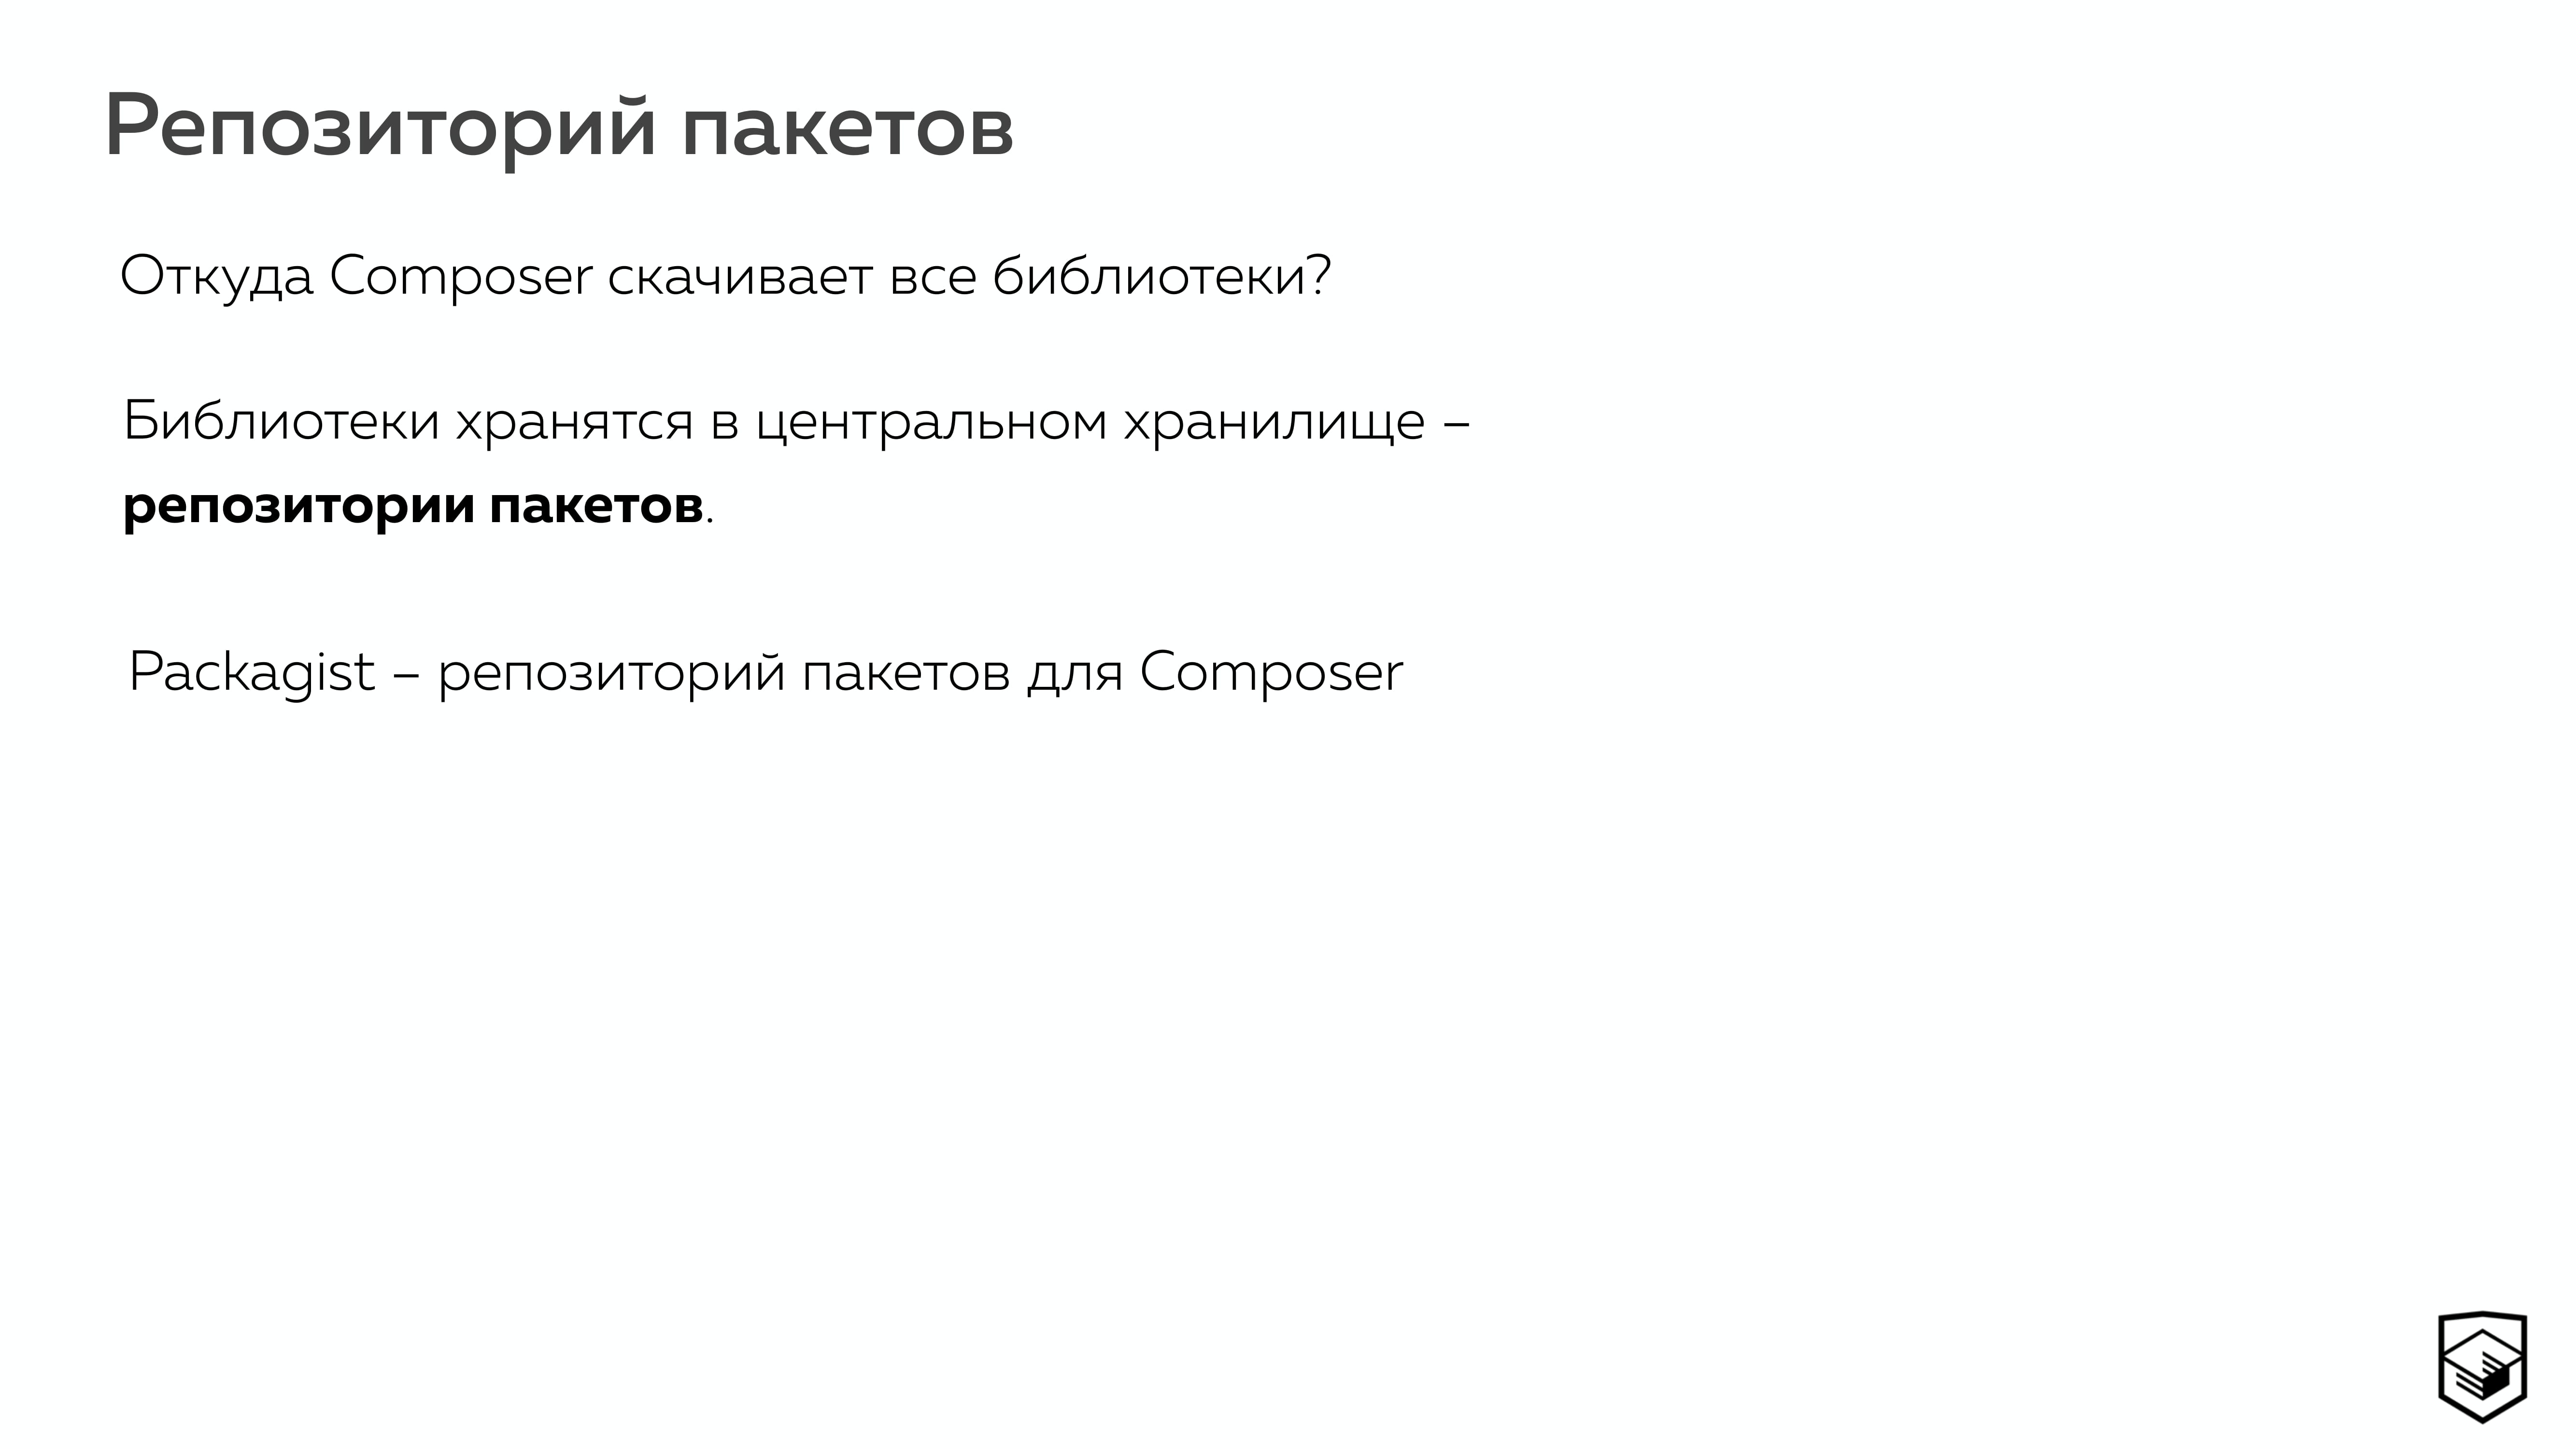 Репозиторий пакетов
Откуда Composer скачивает все библиотеки?
Библиотеки хранятся в центральном хранилище –
репозитории пакетов.
Packagist – репозиторий пакетов для Composer